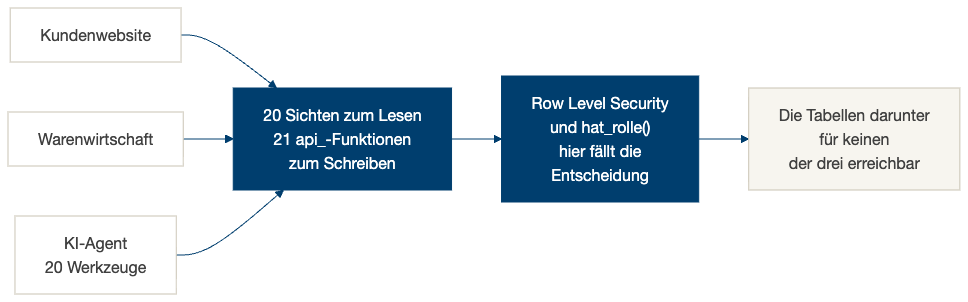 Kundenwebsite
Warenwirtschaft
KI-Agent
20 Werkzeuge
20 Sichten zum Lesen
21 api_-Funktionen
zum Schreiben
Row Level Security
und hat_rolle()
hier fällt die
Entscheidung
Die Tabellen darunter
für keinen
der drei erreichbar